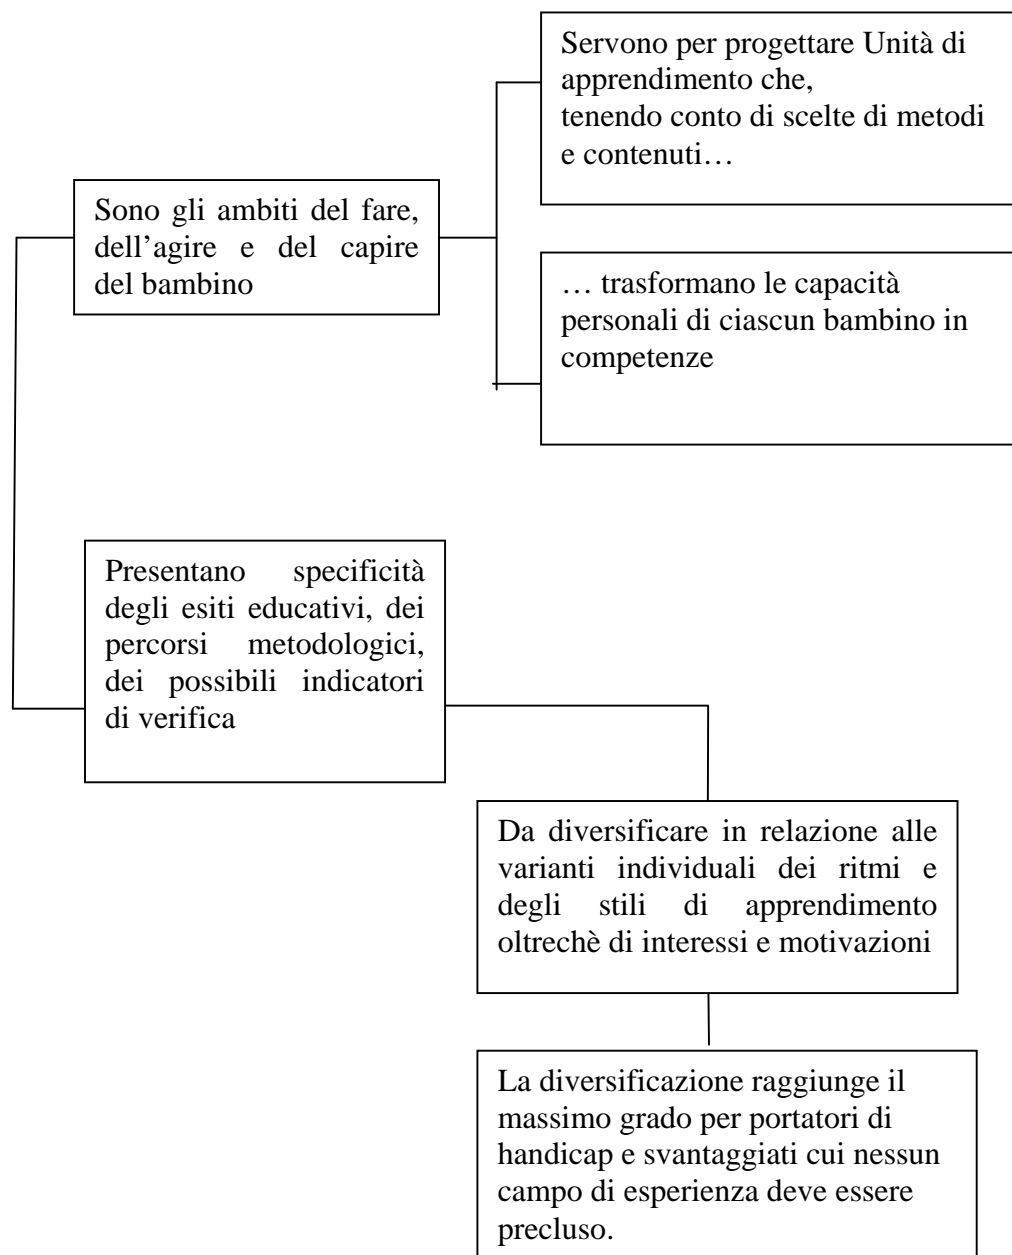 Servono per progettare Unità di
apprendimento che,
tenendo conto di scelte di metodi
e contenuti…
Sono gli ambiti del fare,
dell’agire e del capire
del bambino
… trasformano le capacità
personali di ciascun bambino in
competenze
Presentano specificità
degli esiti educativi, dei
percorsi metodologici,
dei possibili indicatori
di verifica
Da diversificare in relazione alle
varianti individuali dei ritmi e
degli stili di apprendimento
oltrechè di interessi e motivazioni
La diversificazione raggiunge il
massimo grado per portatori di
handicap e svantaggiati cui nessun
campo di esperienza deve essere
precluso.